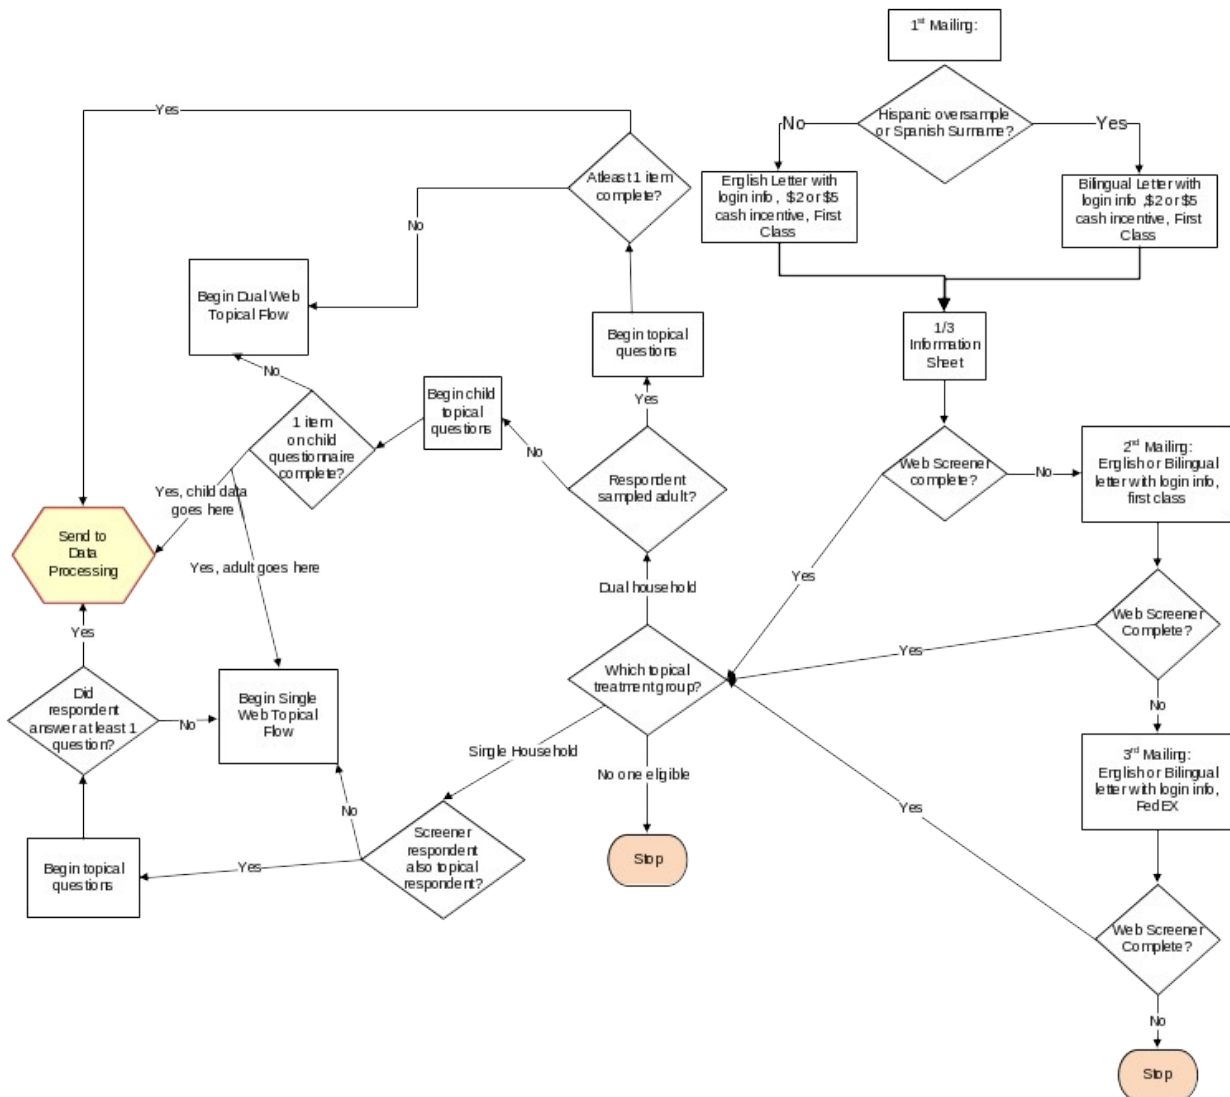 1st Mailing:
Hispanic oversample
or Spanish Surname?
No
Yes
English Letter with
login info, $2 or $5
cash incentive, First
Class
Bilingual Letter with
login info ,$2 or $5
cash incentive, First
Class
1/3
Information
Sheet
Web Screener
complete?
No
Yes
2nd Mailing:
English or Bilingual
letter with login info,
first class
Web Screener
Complete?
Yes
No
3rd Mailing:
English or Bilingual
letter with login info,
FedEX
Web Screener
Complete?
Yes
No
Stop
Which topical
treatment group?
No one eligible
Stop
Dual household
Respondent
sampled adult?
Yes
Begin topical
questions
Atleast 1 item
complete?
Yes
No
Begin Dual Web
Topical Flow
No
Begin child
topical
questions
1 item
on child
questionnaire
complete?
No
Yes, child data
goes here
Yes, adult goes here
Send to
Data
Processing
Single Household
Screener
respondent
also topical
respondent?
No
Yes
Begin Single
Web Topical
Flow
Begin topical
questions
Did
respondent
answer at least 1
question?
No
Yes